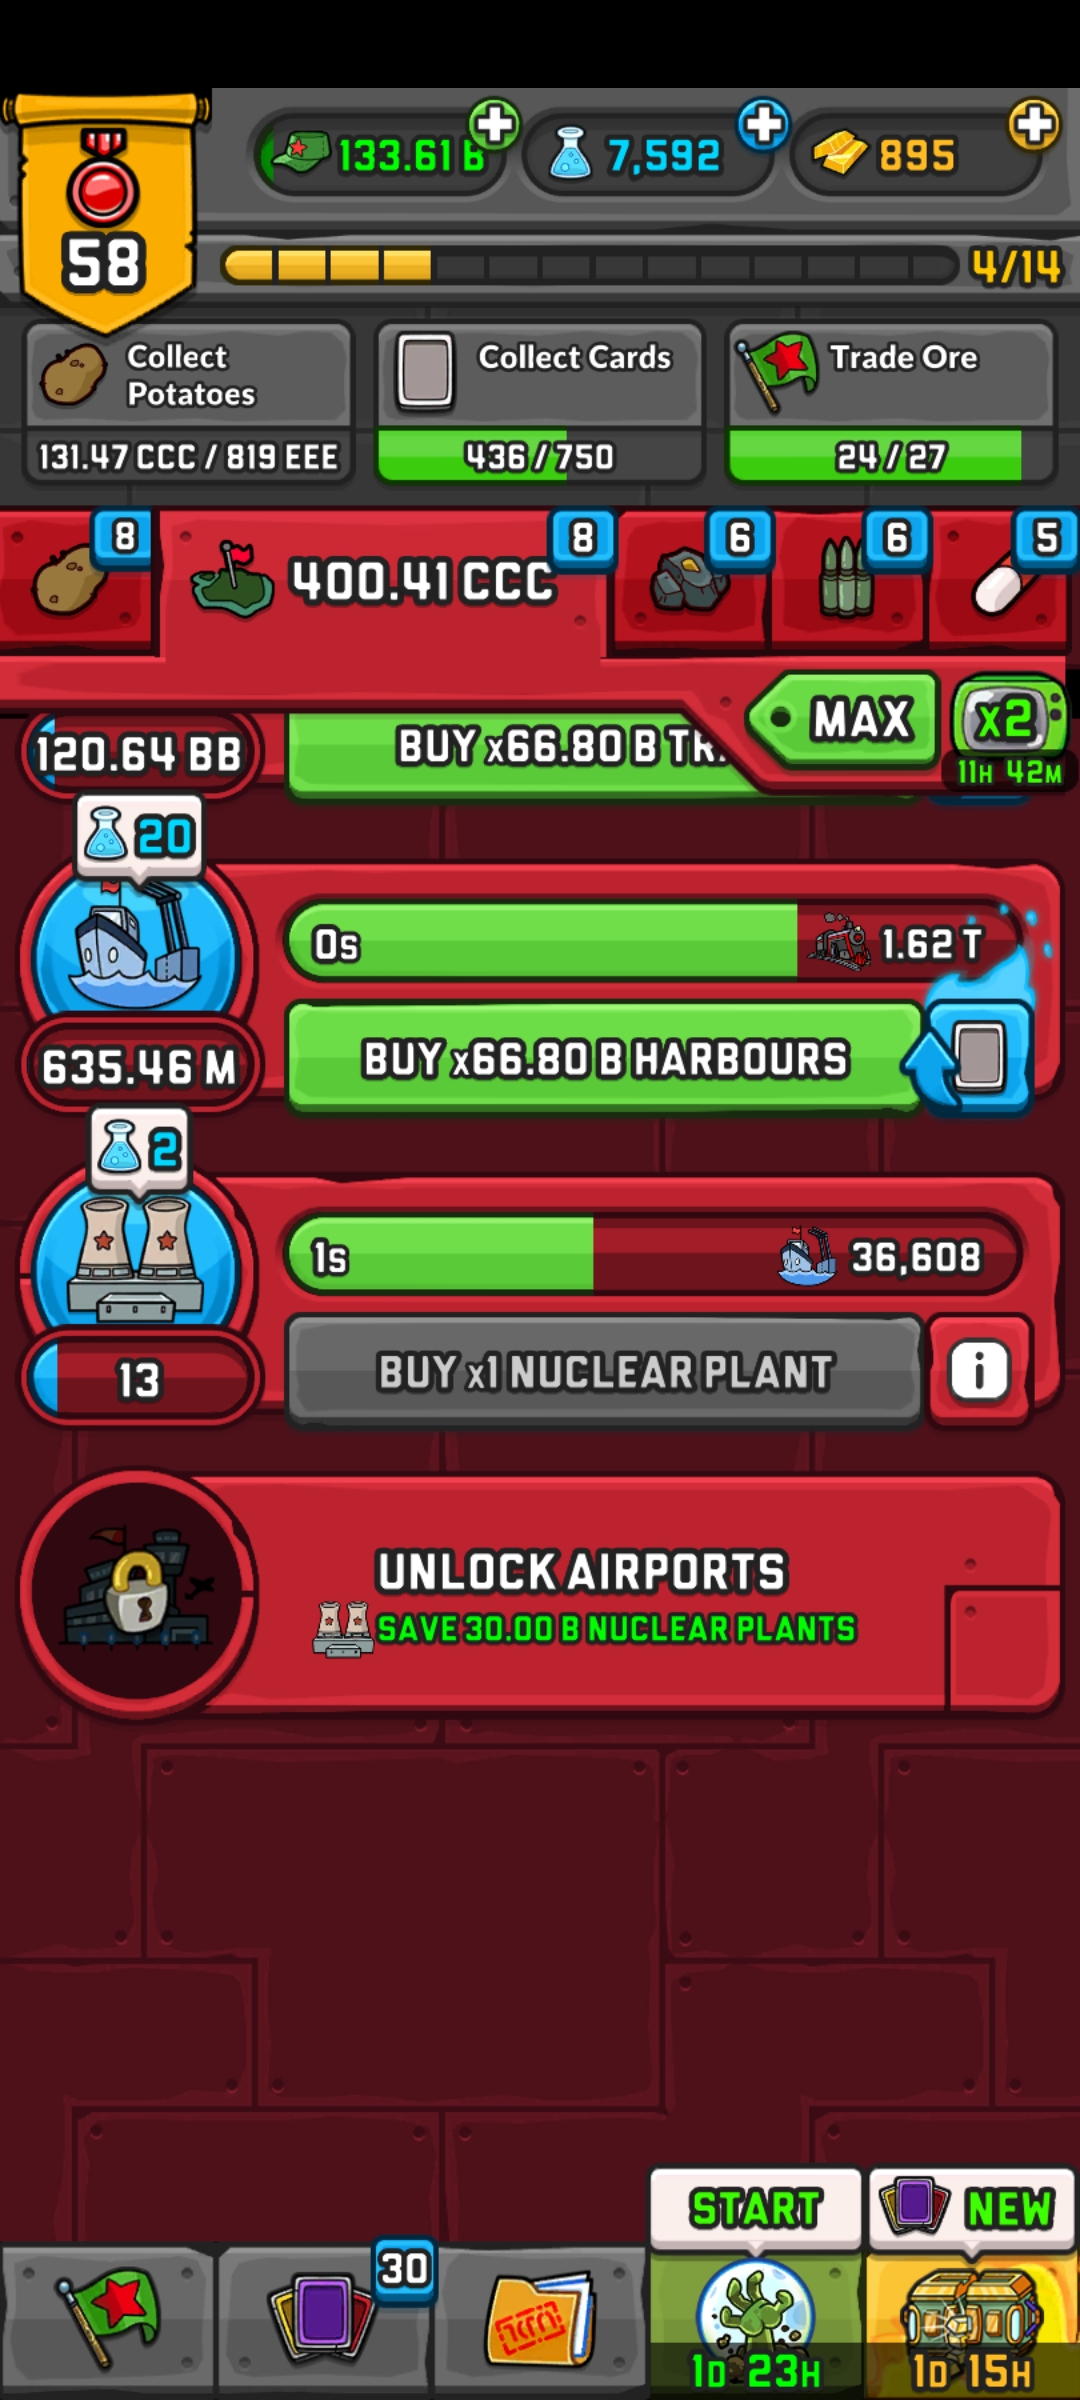 133.61 B
7,592
895
58
4/14
Collect Potatoes
131.47 CCC / 819 EEE
Collect Cards
436 / 750
Trade Ore
24 / 27
8
400.41 CCC
8
6
6
5
MAX
x2
11H 42M
120.64 BB
BUY x66.80 B TR
20
0s
1.62 T
635.46 M
BUY x66.80 B HARBOURS
2
1s
36,608
13
BUY x1 NUCLEAR PLANT
i
UNLOCK AIRPORTS
SAVE 30.00 B NUCLEAR PLANTS
START
NEW
30
1D 23H
1D 15H